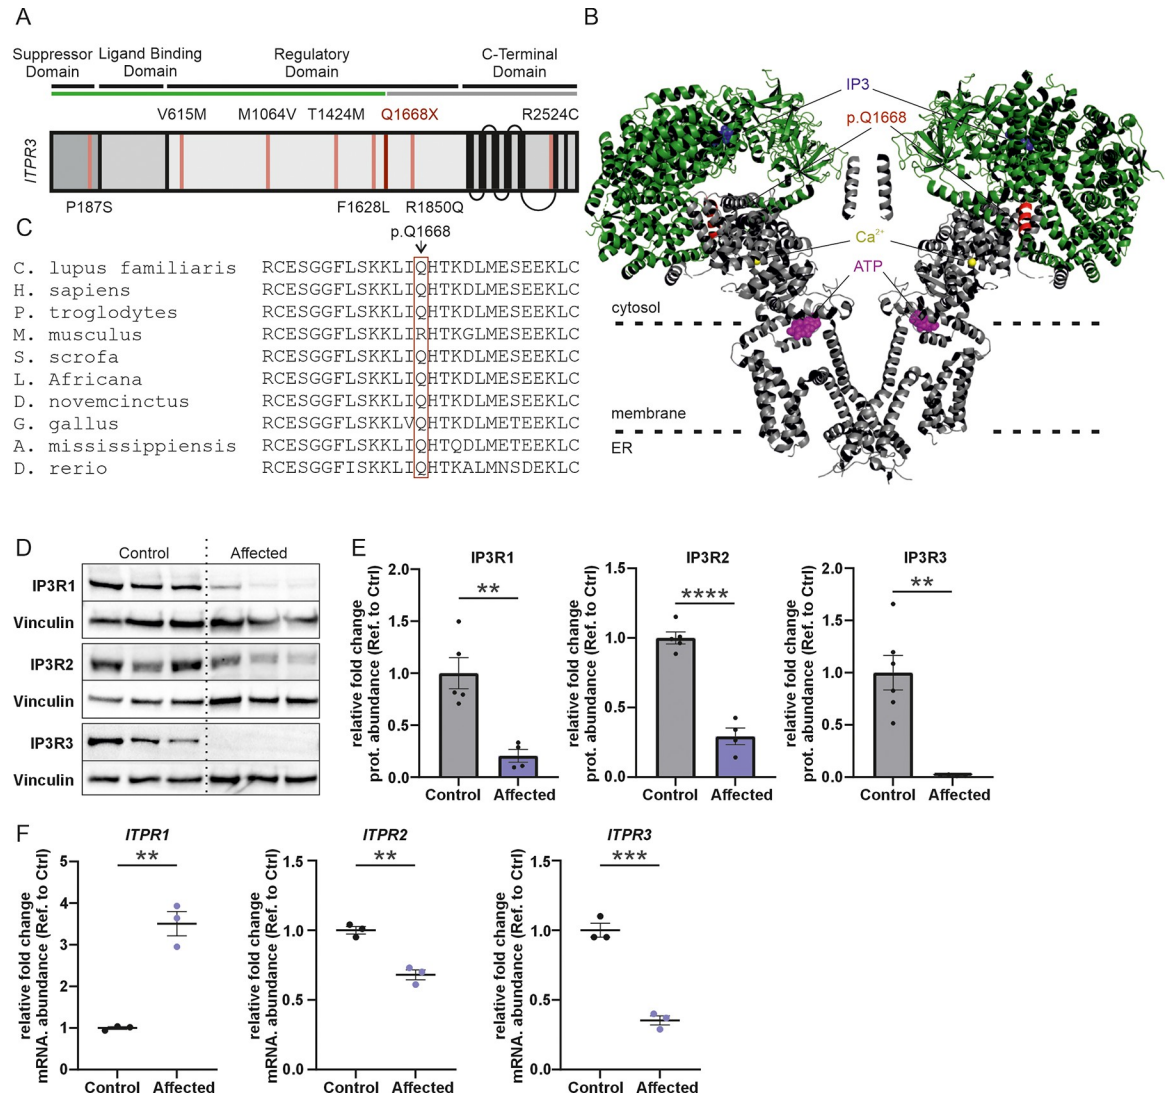 A
Suppressor Domain
Ligand Binding Domain
Regulatory Domain
C-Terminal Domain
V615M M1064V T1424M Q1668X R2524C
ITPR3
P187S F1628L R1850Q
B
IP3
p.Q1668
Ca2+
ATP
cytosol
membrane
ER
C
p.Q1668
C. lupus familiaris RCESGGFLSKKLIQHTKDLMESEEKLC
H. sapiens RCESGGFLSKKLIQHTKDLMESEEKLC
P. troglodytes RCESGGFLSKKLIQHTKDLMESEEKLC
M. musculus RCESGGFLSKKLIRHTKGLMESEEKLC
S. scrofa RCESGGFLSKKLIQHTKDLMESEEKLC
L. Africana RCESGGFLSKKLIQHTKDLMESEEKLC
D. novemcinctus RCESGGFLSKKLIQHTKDLMESEEKLC
G. gallus RCESGGFLSKKLVQHTKDLMETEEKLC
A. mississippiensis RCESGGFLSKKLIQHTQDLMETEEKLC
D. rerio RCESGGFISKKLIQHTKALMNSDEKLC
D
Control Affected
IP3R1
Vinculin
IP3R2
Vinculin
IP3R3
Vinculin
E
IP3R1
relative fold change
prot. abundance (Ref. to Ctrl)
2.0
1.5
1.0
0.5
0.0
**
Control Affected
IP3R2
relative fold change
prot. abundance (Ref. to Ctrl)
1.5
1.0
0.5
0.0
****
Control Affected
IP3R3
relative fold change
prot. abundance (Ref. to Ctrl)
2.0
1.5
1.0
0.5
0.0
**
Control Affected
F
ITPR1
relative fold change
mRNA. abundance (Ref. to Ctrl)
5
4
3
2
1
0
**
Control Affected
ITPR2
relative fold change
mRNA. abundance (Ref. to Ctrl)
1.5
1.0
0.5
0.0
**
Control Affected
ITPR3
relative fold change
mRNA. abundance (Ref. to Ctrl)
1.5
1.0
0.5
0.0
***
Control Affected